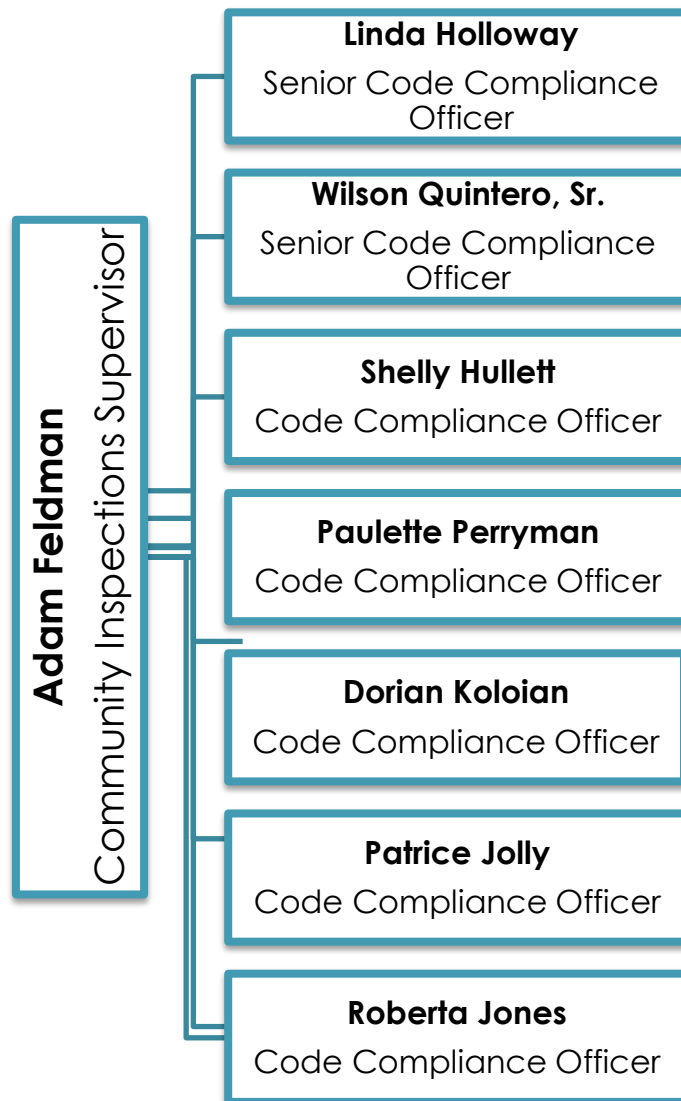 Adam Feldman
Community Inspections Supervisor
Linda Holloway
Senior Code Compliance
Officer
Wilson Quintero, Sr.
Senior Code Compliance
Officer
Shelly Hullett
Code Compliance Officer
Paulette Perryman
Code Compliance Officer
Dorian Koloian
Code Compliance Officer
Patrice Jolly
Code Compliance Officer
Roberta Jones
Code Compliance Officer